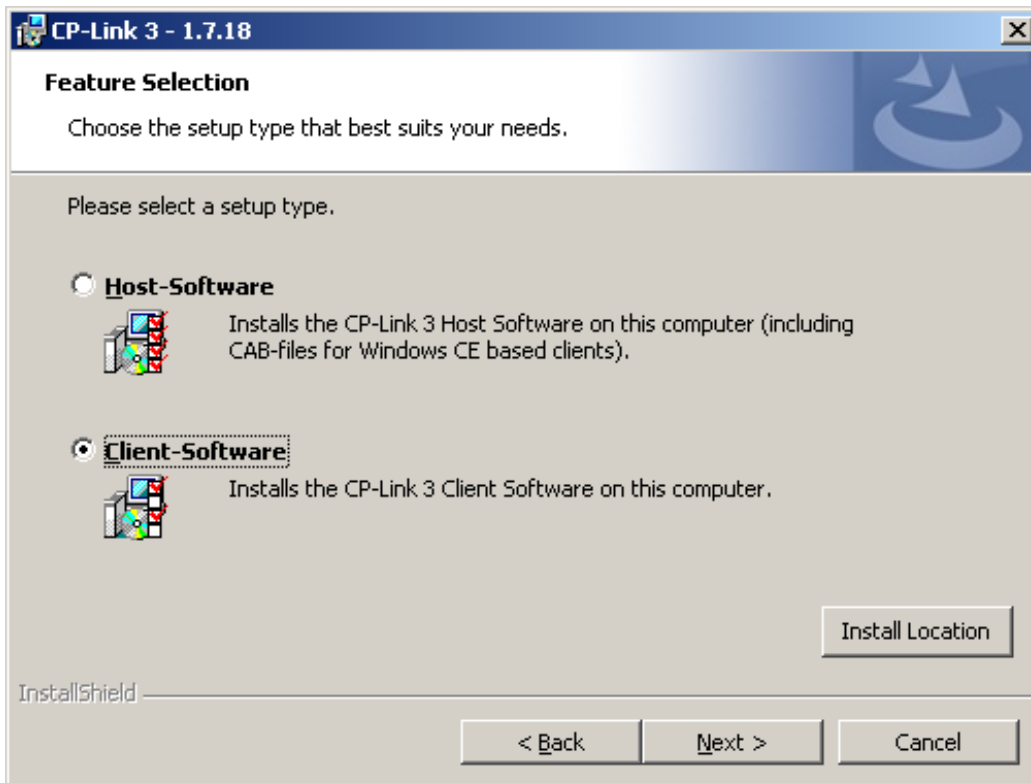 CP-Link 3 - 1.7.18
Feature Selection
Choose the setup type that best suits your needs.
Please select a setup type.
Host-Software
Installs the CP-Link 3 Host Software on this computer (including
CAB-files for Windows CE based clients).
Client-Software
Installs the CP-Link 3 Client Software on this computer.
Install Location
InstallShield
< Back
Next >
Cancel